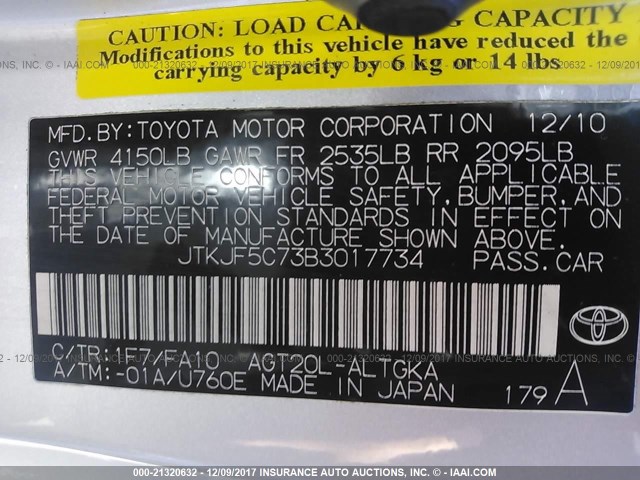 CAUTION: LOAD CAR NG CAPACITY
Modifications to this vehicle have reduced the
carrying capacity by 6 kg or 14 lbs
MFD.BY:TOYOTA MOTOR CORPORATION 12/10
GVWR 4150LB GAWR FR 2535LB RR 2095LB
THIS VEHICLE CONFORMS TO ALL APPLICABLE
FEDERAL MOTOR VEHICLE SAFETY,BUMPER,AND
THEFT PREVENTION STANDARDS IN EFFECT ON
THE DATE OF MANUFACTURE SHOWN ABOVE.
JTKJF5C73B3017734 PASS.CAR
TOYOTA
C/TR:1F7/FA10 AGT20L-ALTGKA
A/TM:-01A/U760E MADE IN JAPAN 179 A
000-21320632 - 12/09/2017 INSURANCE AUTO AUCTIONS, INC. © - IAAI.COM